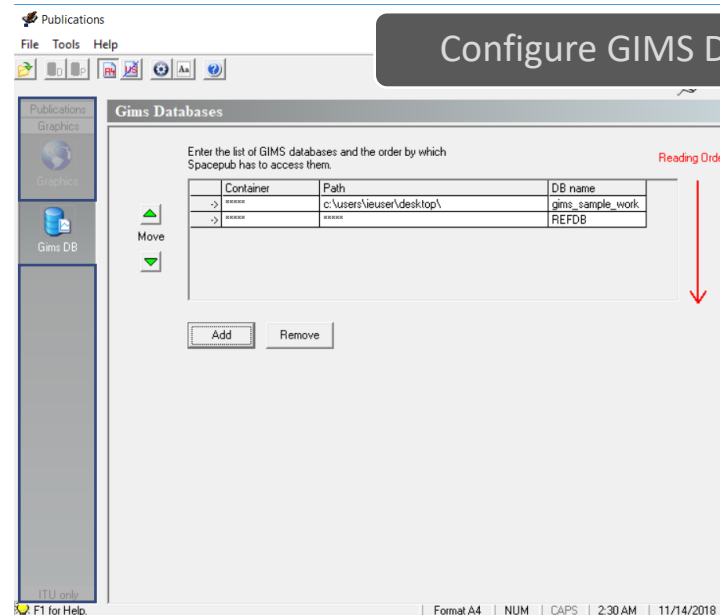 Publications
File Tools Help
Configure GIMS D
Publications
Graphics
Graphics
Gims DB
ITU only
Gims Databases
Enter the list of GIMS databases and the order by which
Spacepub has to access them.
Reading Orde
Container Path DB name
-> ***** c:\users\ieuser\desktop\ gims_sample_work
-> ***** ***** REFDB
Move
Add Remove
F1 for Help. Format A4 NUM CAPS 2:30 AM 11/14/2018